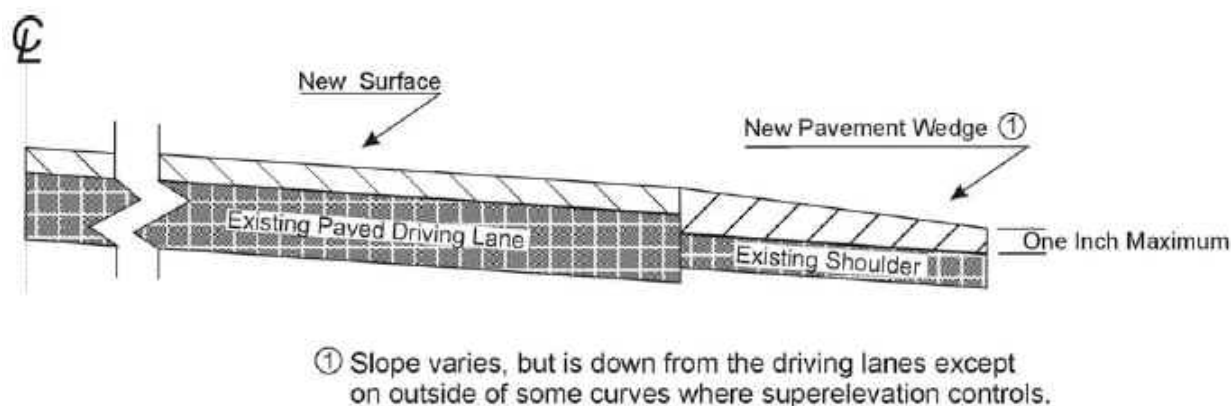 ℄
New Surface
New Pavement Wedge ①
Existing Paved Driving Lane
One Inch Maximum
Existing Shoulder
① Slope varies, but is down from the driving lanes except
on outside of some curves where superelevation controls.